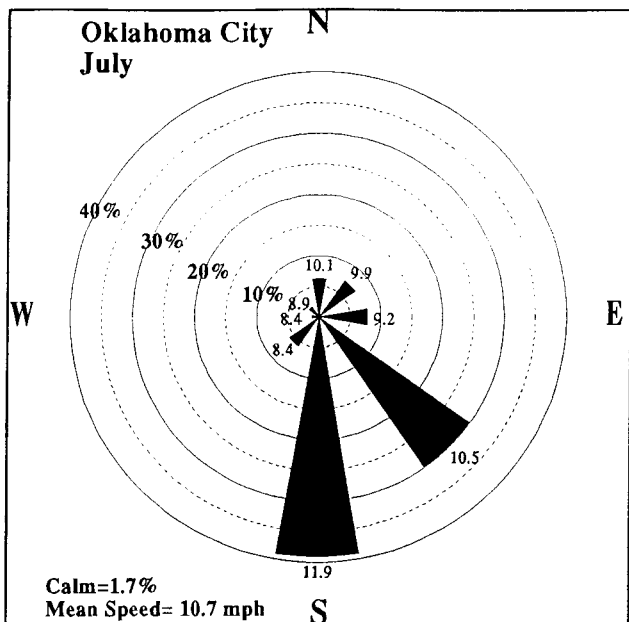 Oklahoma City
July
N
40%
30%
20%
10%
10.1
9.9
8.9
W
8.4
9.2
E
8.4
10.5
11.9
Calm=1.7%
Mean Speed= 10.7 mph
S